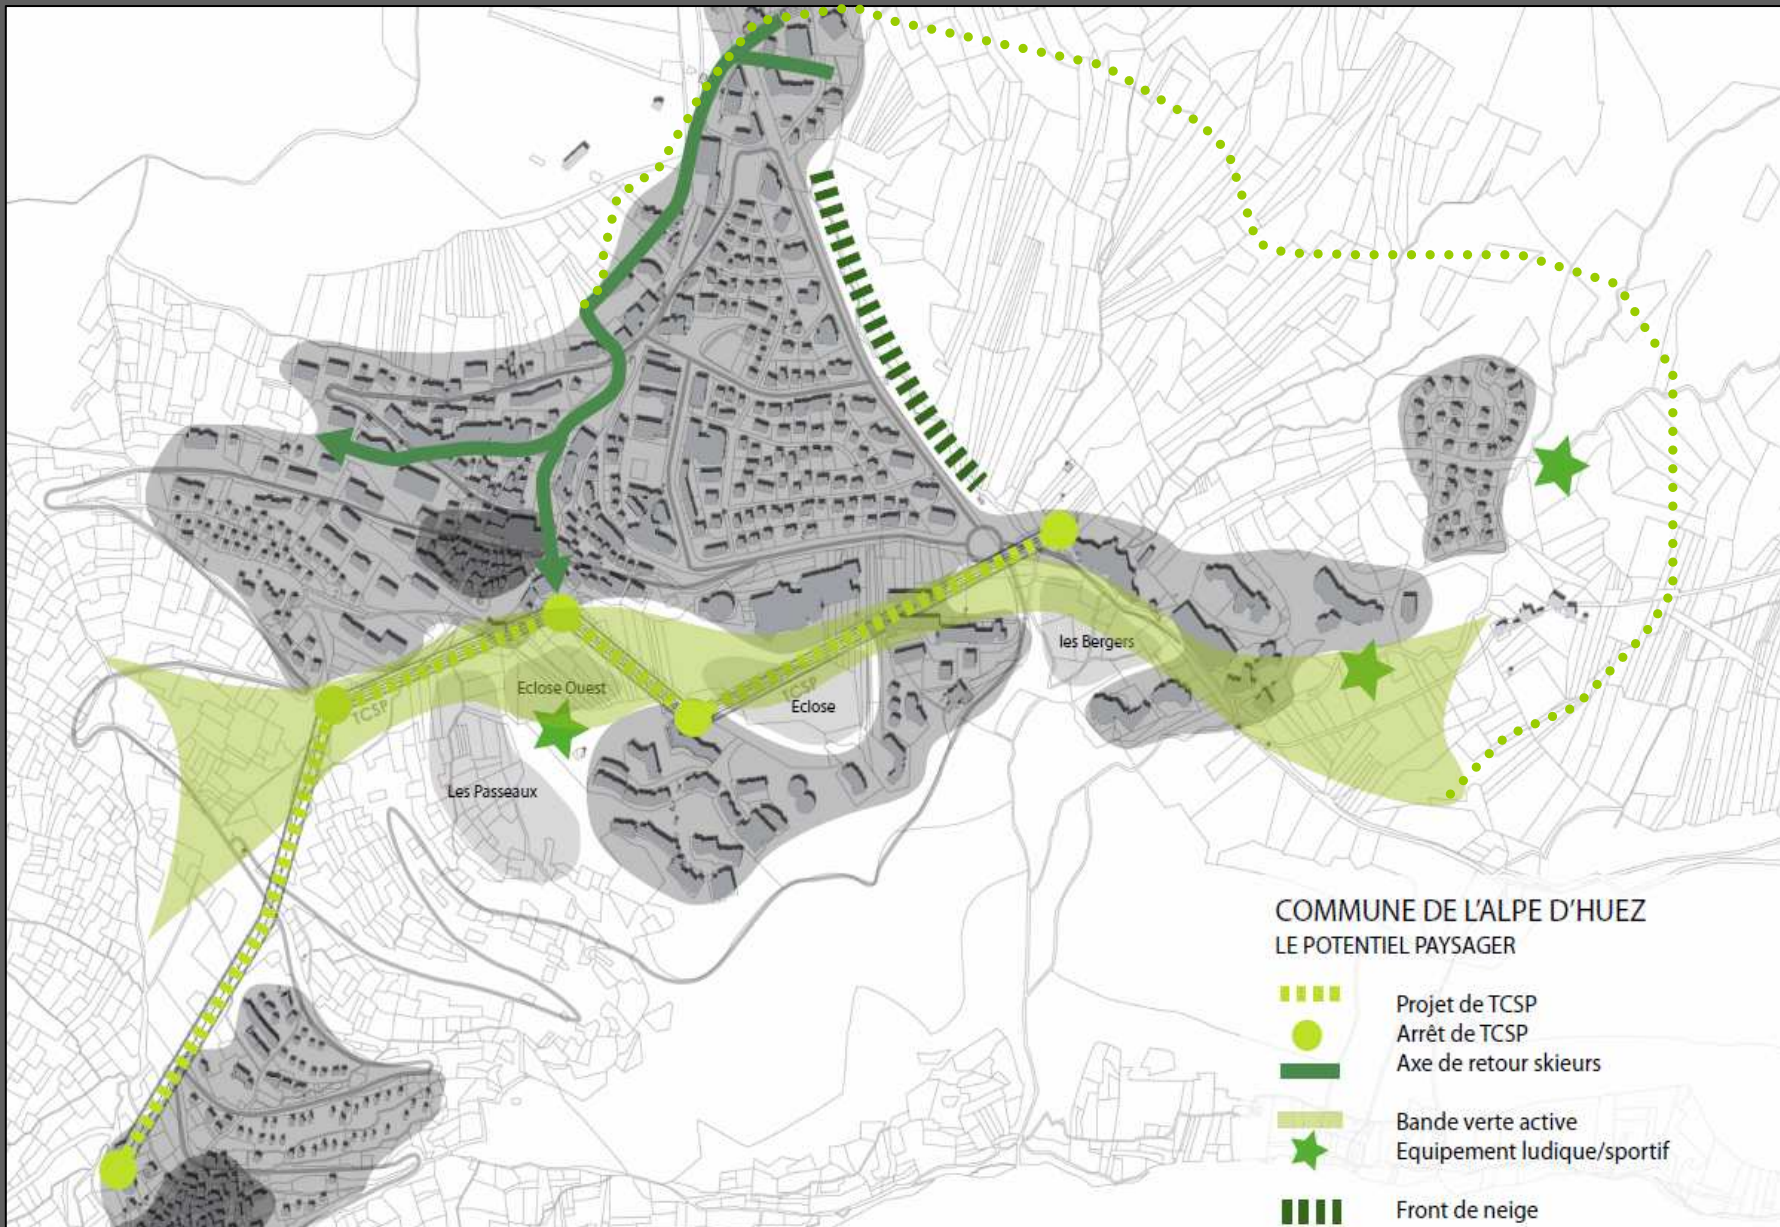 les Bergers
Eclose Ouest
TCSP
TCSP
Eclose
Les Passeaux
COMMUNE DE L'ALPE D'HUEZ
LE POTENTIEL PAYSAGER
Projet de TCSP
Arrêt de TCSP
Axe de retour skieurs
Bande verte active
Equipement ludique/sportif
Front de neige